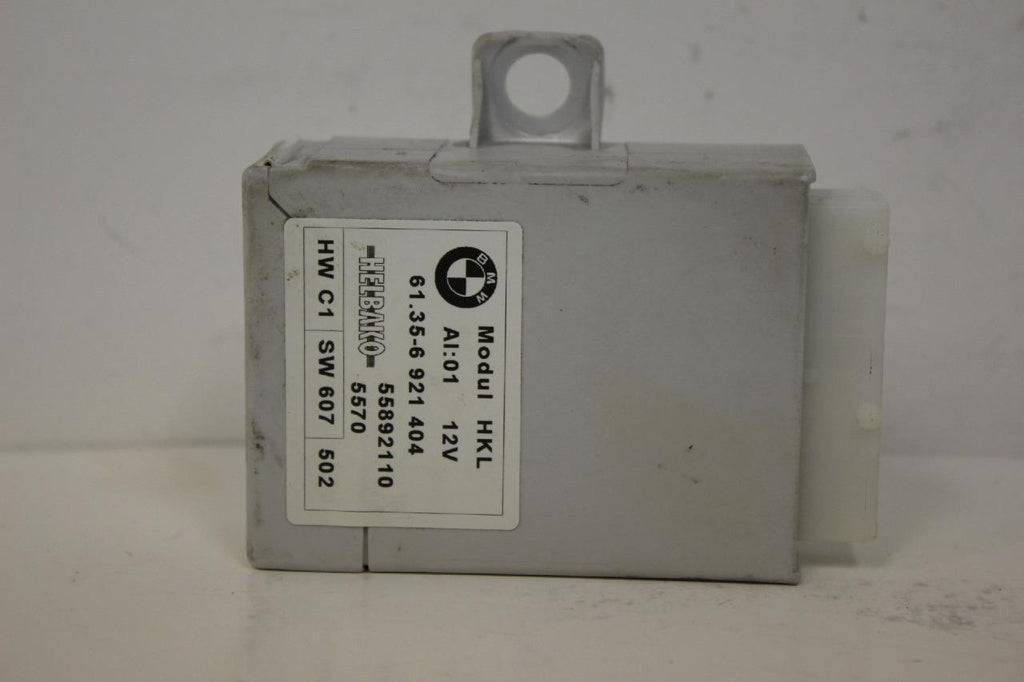 BMW
Modul HKL
AI:01 12V
61.35-6 921 404
HELBAKO
55892110
5570
HW C1 SW 607 502